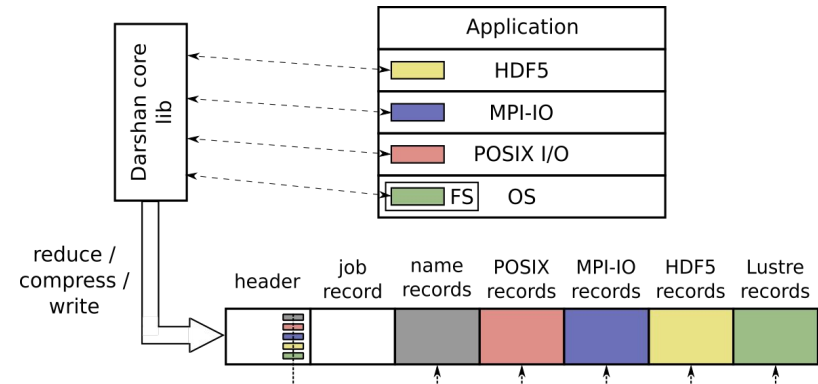 Darshan core
lib
Application
HDF5
MPI-IO
POSIX I/O
FS OS
reduce /
compress /
write
header
job
record
name
records
POSIX
records
MPI-IO
records
HDF5
records
Lustre
records